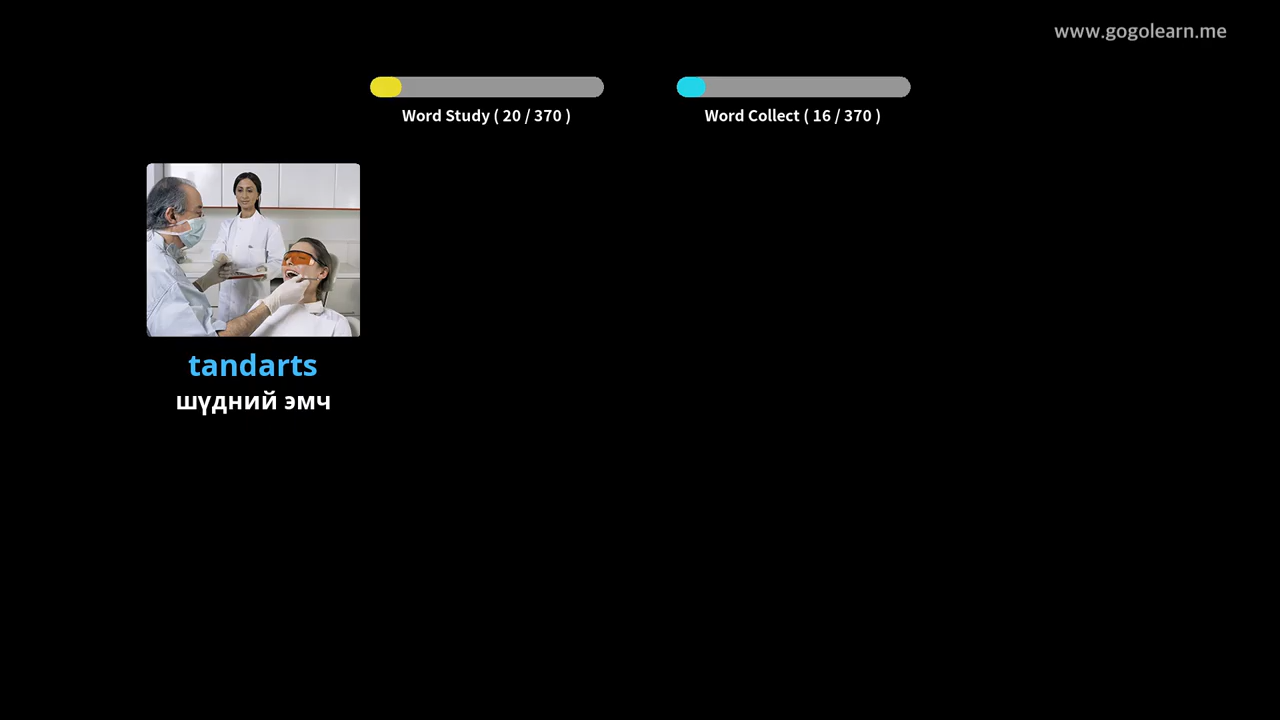 www.gogolearn.me
Word Study ( 20 / 370 )
Word Collect ( 16 / 370 )
tandarts
шүдний эмч